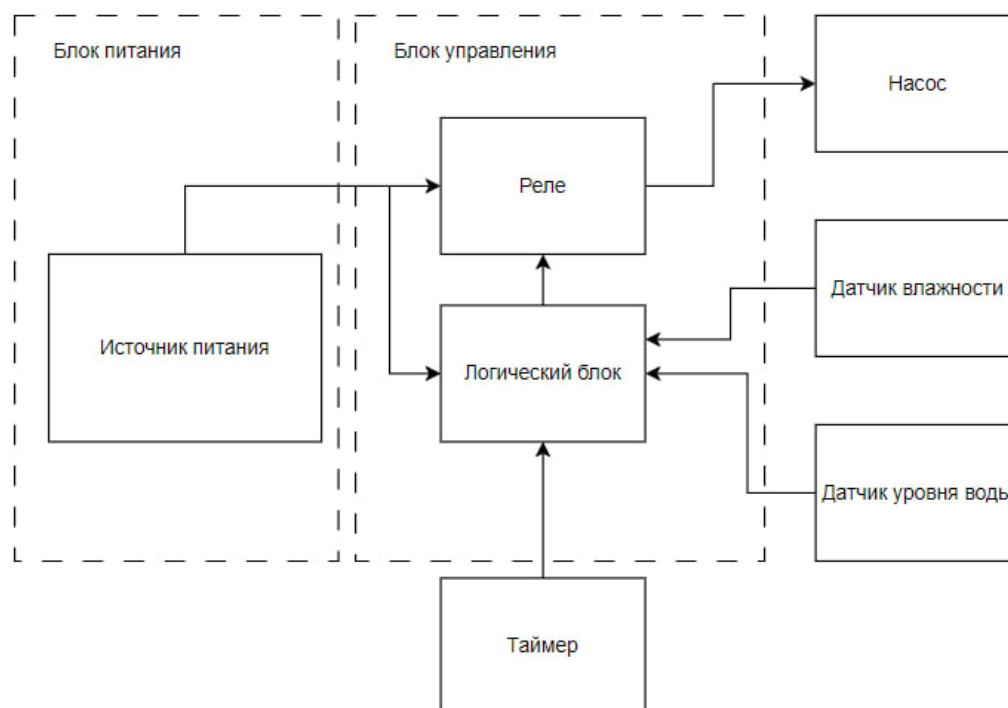 Блок питания
Блок управления
Насос
Реле
Датчик влажности
Источник питания
Логический блок
Датчик уровня воды
Таймер